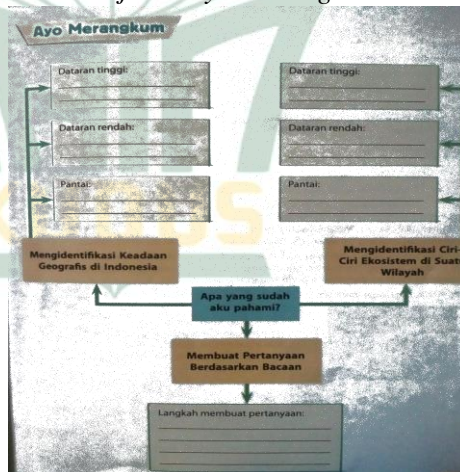 Ayo Merangkum
Dataran tinggi:
Dataran tinggi:
Dataran rendah:
Dataran rendah:
Pantai:
Pantai:
Mengidentifikasi Keadaan
Geografis di Indonesia
Mengidentifikasi Ciri-
Ciri Ekosistem di Suatu
Wilayah
Apa yang sudah
aku pahami?
Membuat Pertanyaan
Berdasarkan Bacaan
Langkah membuat pertanyaan: